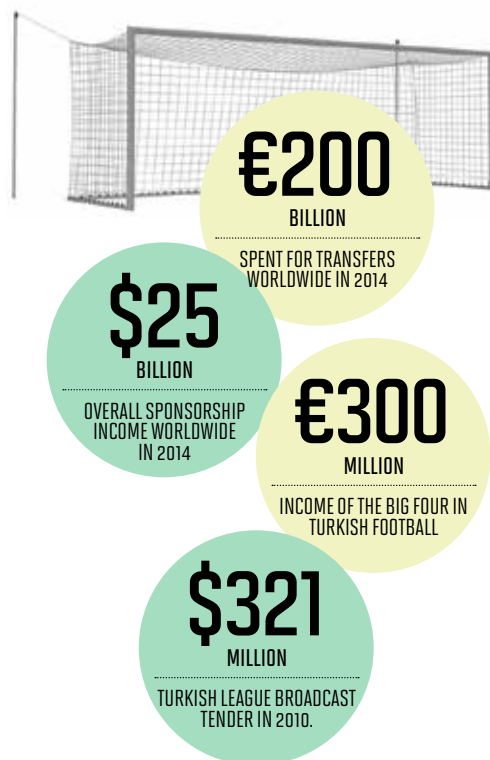 €200
BILLION
SPENT FOR TRANSFERS
WORLDWIDE IN 2014
$25
BILLION
OVERALL SPONSORSHIP
INCOME WORLDWIDE
IN 2014
€300
MILLION
INCOME OF THE BIG FOUR IN
TURKISH FOOTBALL
$321
MILLION
TURKISH LEAGUE BROADCAST
TENDER IN 2010.